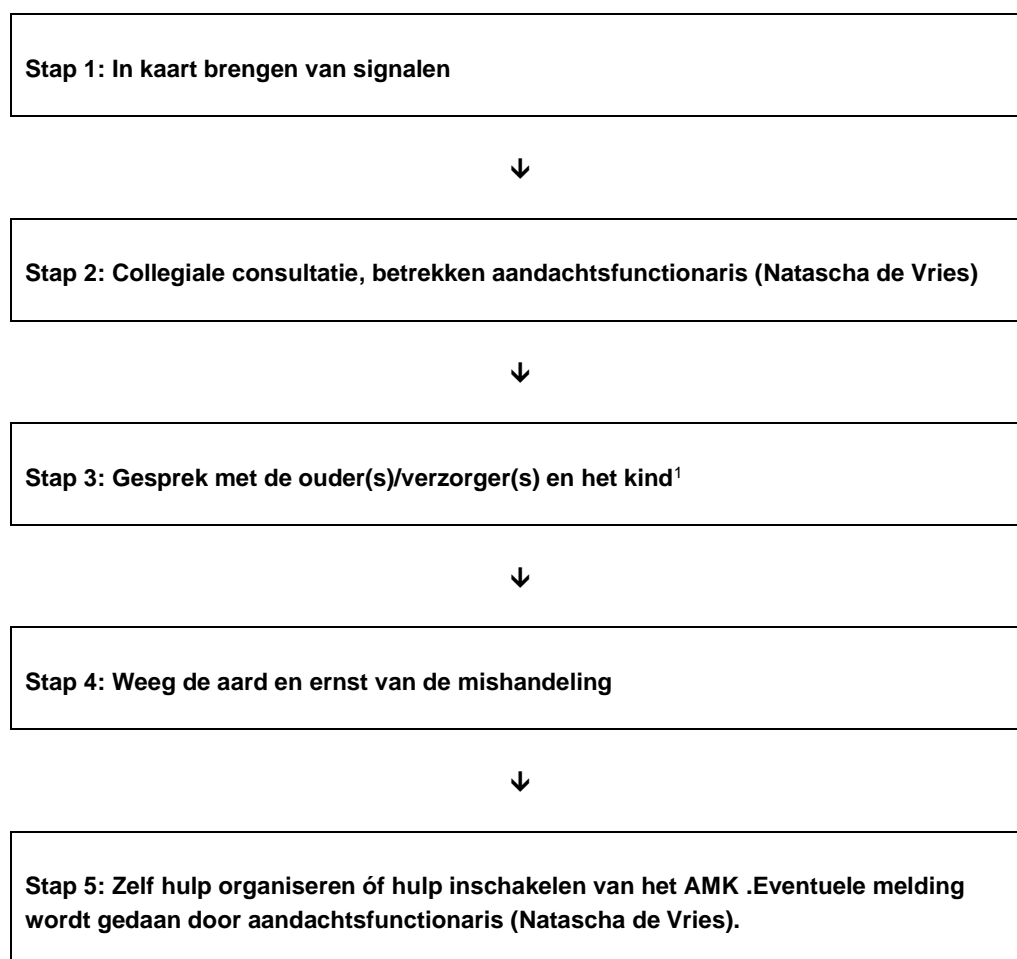 Stap 1: In kaart brengen van signalen
🡫
Stap 2: Collegiale consultatie, betrekken aandachtsfunctionaris (Natascha de Vries)
🡫
Stap 3: Gesprek met de ouder(s)/verzorger(s) en het kind¹
🡫
Stap 4: Weeg de aard en ernst van de mishandeling
🡫
Stap 5: Zelf hulp organiseren óf hulp inschakelen van het AMK .Eventuele melding
wordt gedaan door aandachtsfunctionaris (Natascha de Vries).